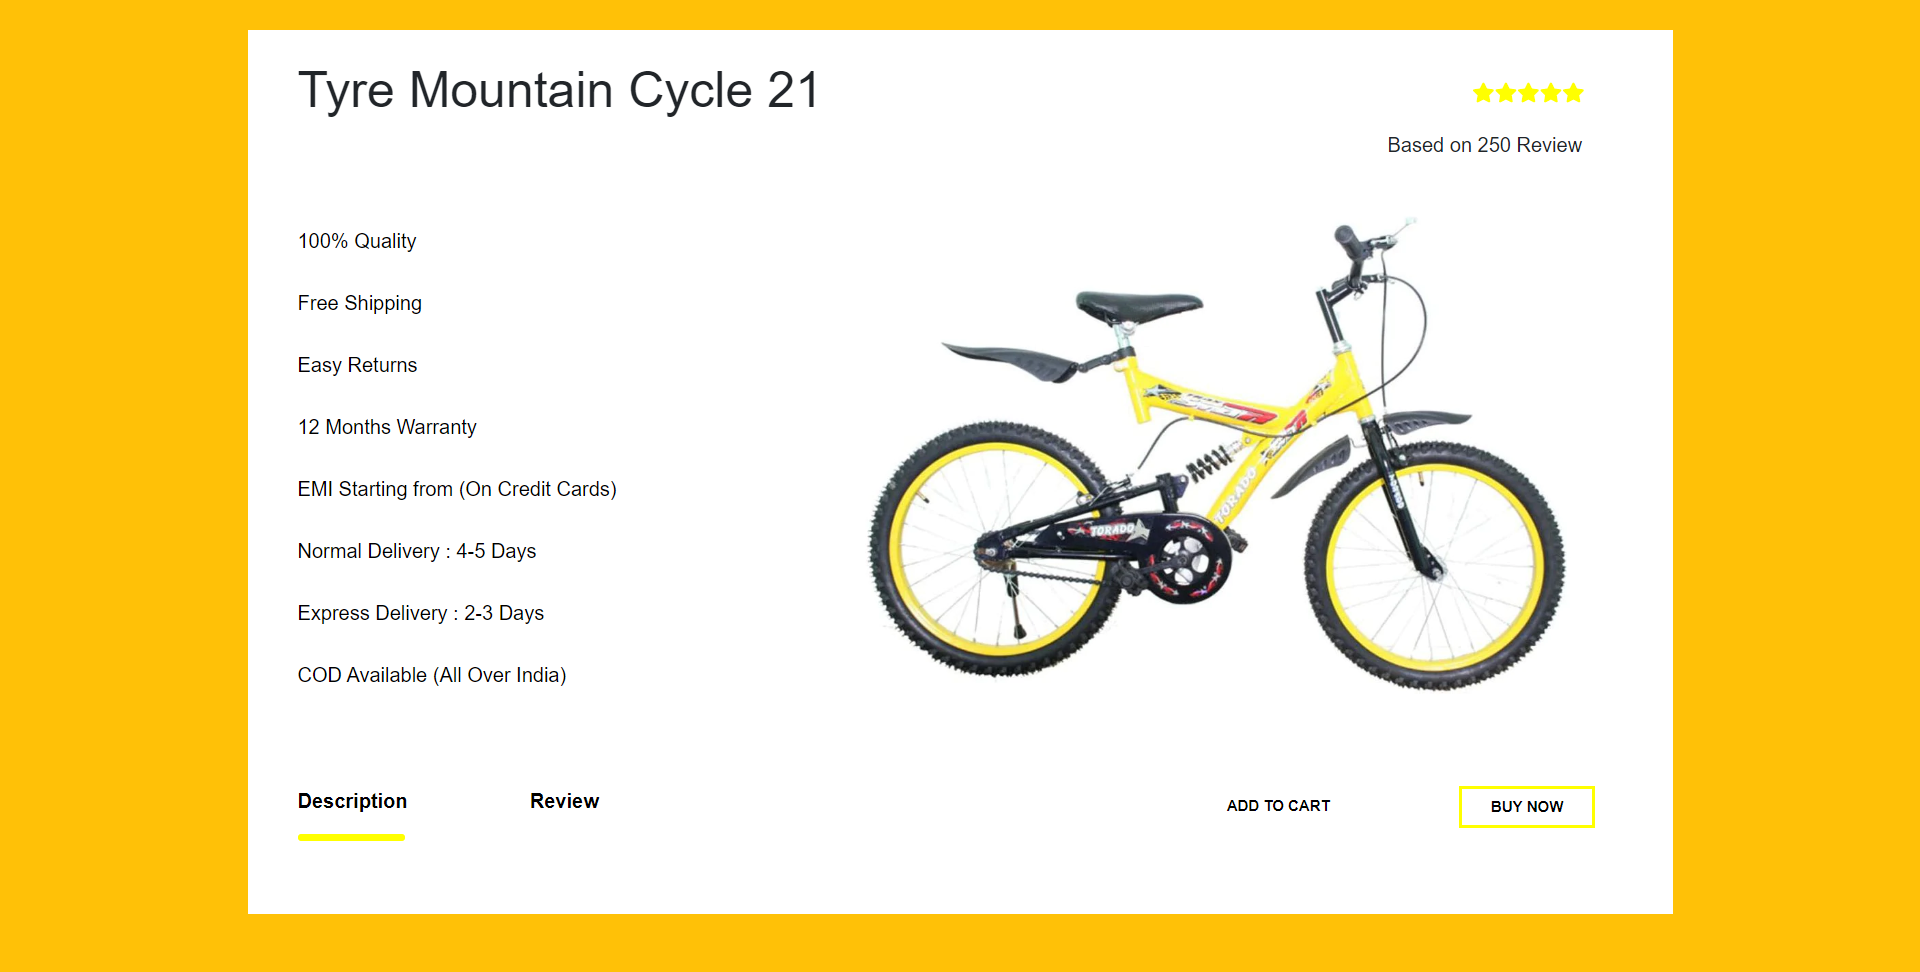 Tyre Mountain Cycle 21
Based on 250 Review
100% Quality
Free Shipping
Easy Returns
12 Months Warranty
EMI Starting from (On Credit Cards)
Normal Delivery : 4-5 Days
Express Delivery : 2-3 Days
COD Available (All Over India)
TORADO
TORADO
Description
Review
ADD TO CART
BUY NOW